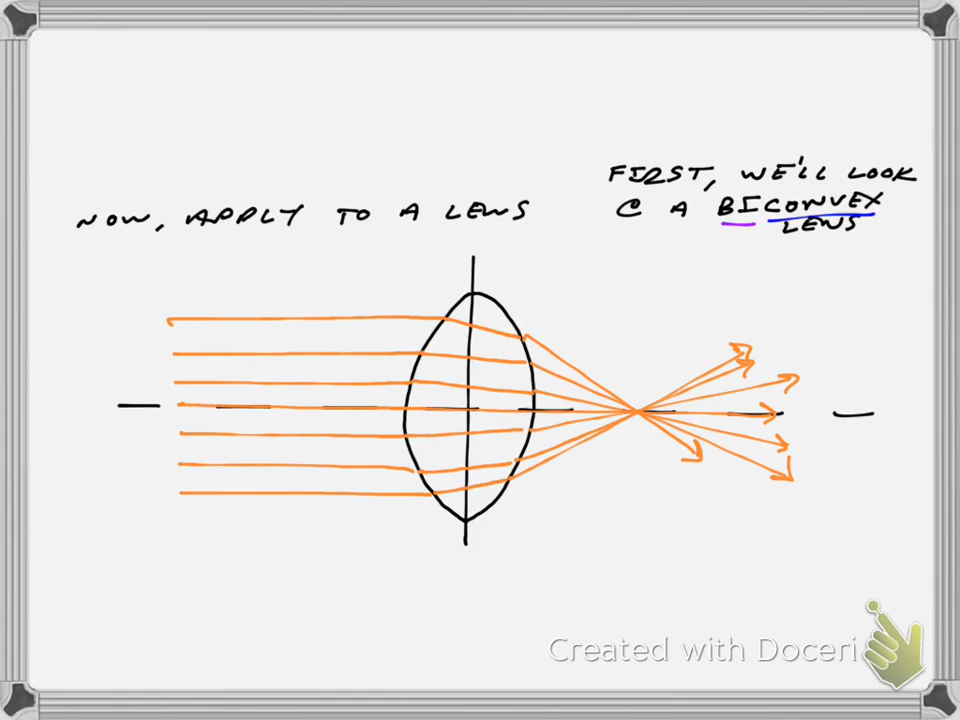 NOW, APPLY TO A LENS
FIRST, WE'LL LOOK
@ A BICONVEX
LENS
Created with Doceri